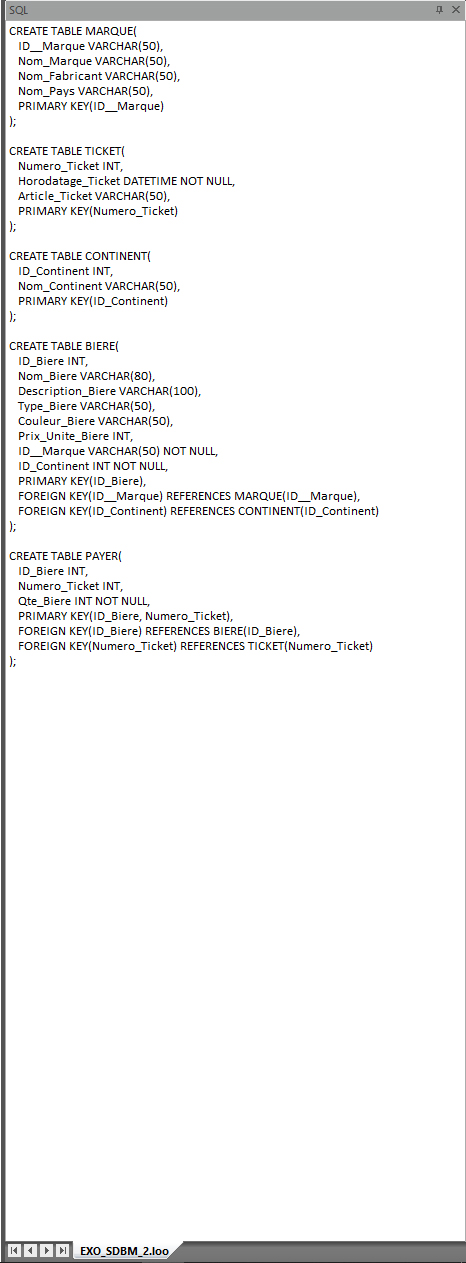 SQL
CREATE TABLE MARQUE(
ID__Marque VARCHAR(50),
Nom_Marque VARCHAR(50),
Nom_Fabricant VARCHAR(50),
Nom_Pays VARCHAR(50),
PRIMARY KEY(ID__Marque)
);
CREATE TABLE TICKET(
Numero_Ticket INT,
Horodatage_Ticket DATETIME NOT NULL,
Article_Ticket VARCHAR(50),
PRIMARY KEY(Numero_Ticket)
);
CREATE TABLE CONTINENT(
ID_Continent INT,
Nom_Continent VARCHAR(50),
PRIMARY KEY(ID_Continent)
);
CREATE TABLE BIERE(
ID_Biere INT,
Nom_Biere VARCHAR(80),
Description_Biere VARCHAR(100),
Type_Biere VARCHAR(50),
Couleur_Biere VARCHAR(50),
Prix_Unite_Biere INT,
ID__Marque VARCHAR(50) NOT NULL,
ID_Continent INT NOT NULL,
PRIMARY KEY(ID_Biere),
FOREIGN KEY(ID__Marque) REFERENCES MARQUE(ID__Marque),
FOREIGN KEY(ID_Continent) REFERENCES CONTINENT(ID_Continent)
);
CREATE TABLE PAYER(
ID_Biere INT,
Numero_Ticket INT,
Qte_Biere INT NOT NULL,
PRIMARY KEY(ID_Biere, Numero_Ticket),
FOREIGN KEY(ID_Biere) REFERENCES BIERE(ID_Biere),
FOREIGN KEY(Numero_Ticket) REFERENCES TICKET(Numero_Ticket)
);
EXO_SDBM_2.loo